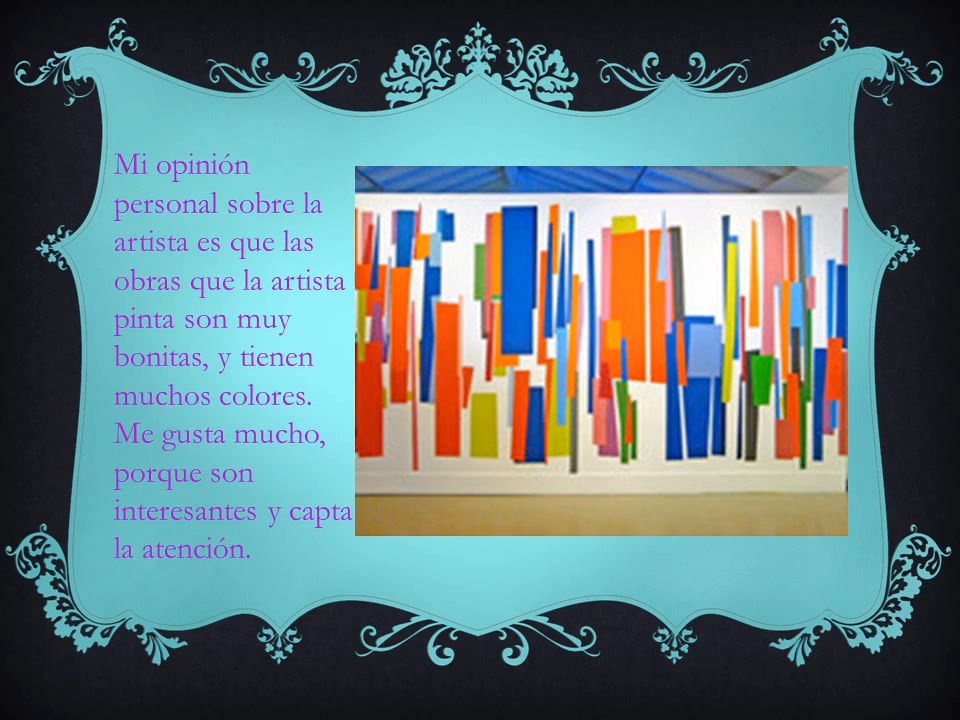 Mi opinión
personal sobre la
artista es que las
obras que la artista
pinta son muy
bonitas, y tienen
muchos colores.
Me gusta mucho,
porque son
interesantes y capta
la atención.